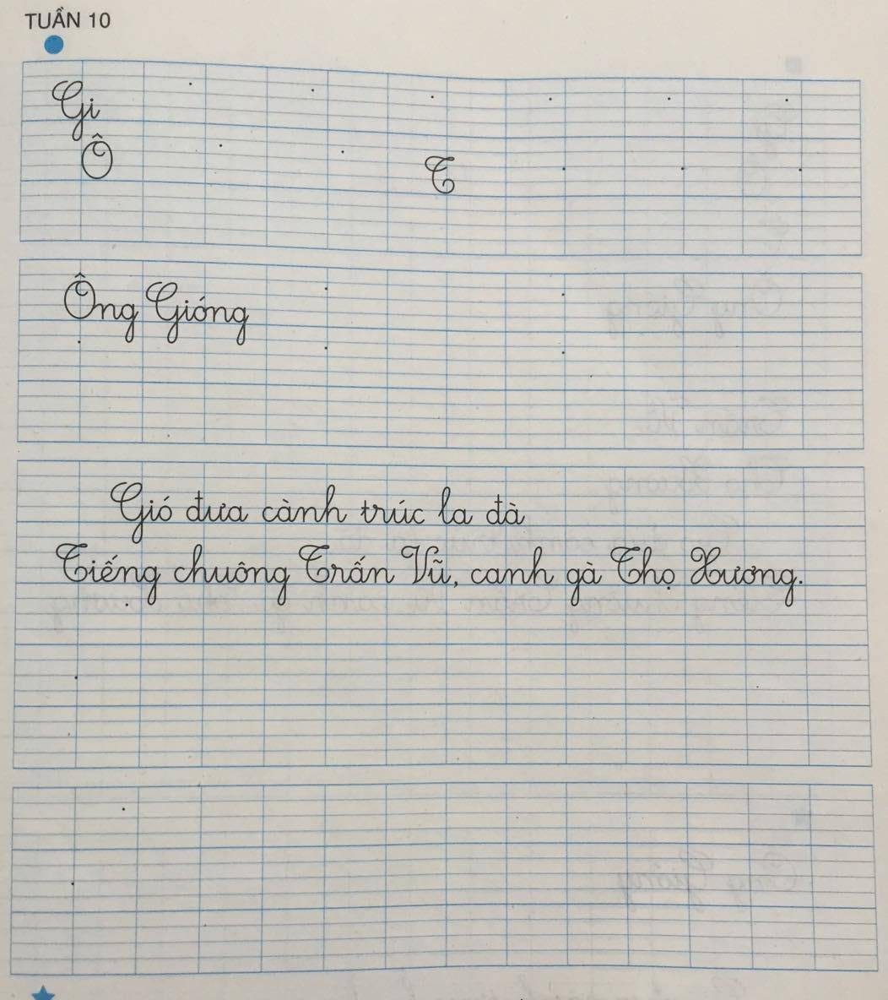 TUẦN 10
Gi
Ô T
Ông Gióng
Gió đưa cành trúc la đà
Tiếng chuông Trấn Vũ, canh gà Thọ Xương.